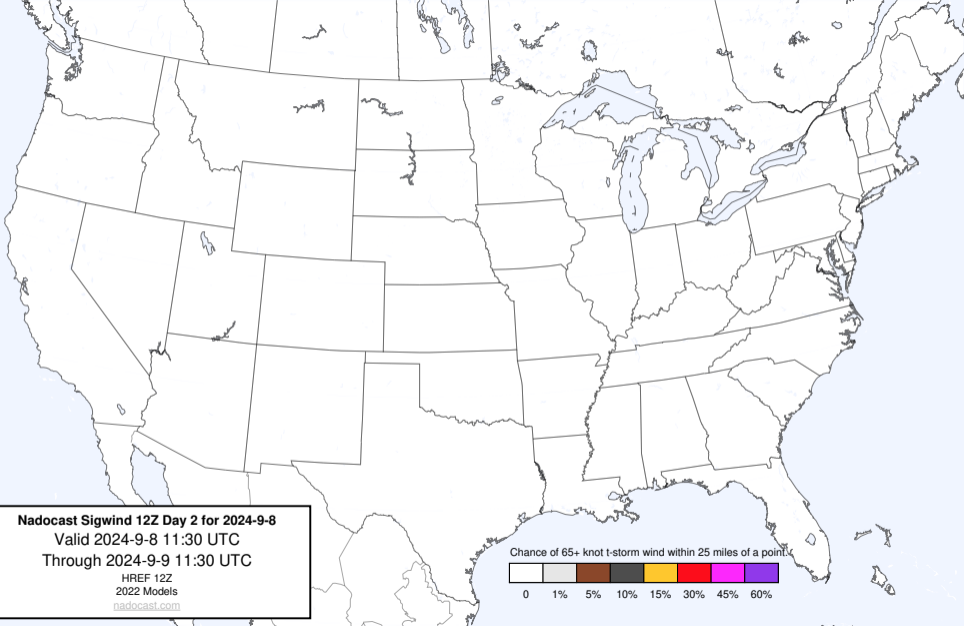 Nadocast Sigwind 12Z Day 2 for 2024-9-8
Valid 2024-9-8 11:30 UTC
Through 2024-9-9 11:30 UTC
HREF 12Z
2022 Models
nadocast.com
Chance of 65+ knot t-storm wind within 25 miles of a point.
0 1% 5% 10% 15% 30% 45% 60%